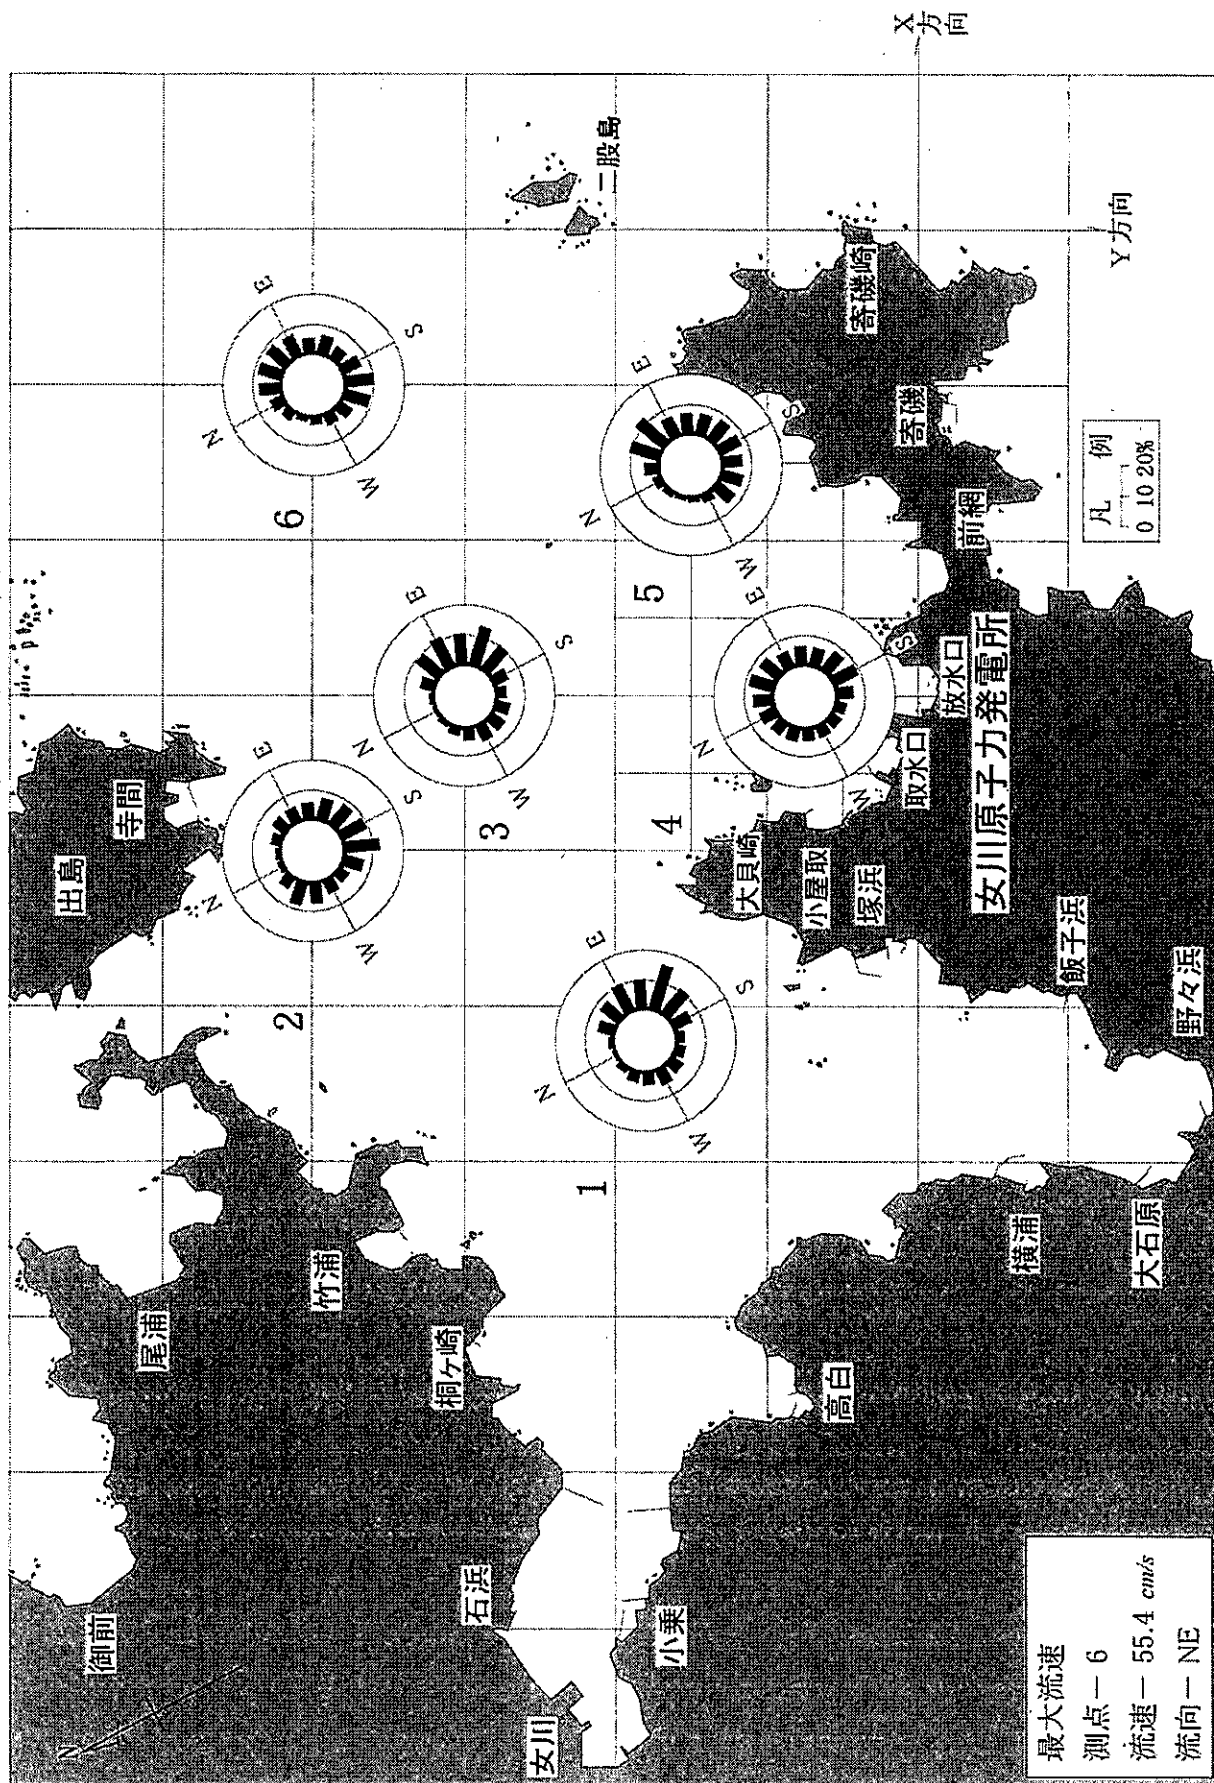 X方向
Y方向
二股島
寄磯崎
寄磯
前網
凡例
0 10 20%
女川原子力発電所
放水口
取水口
大貝崎
小屋取
塚浜
飯子浜
野々浜
大石原
横浦
高白
小乗
女川
石浜
桐ヶ崎
竹浦
尾浦
御前
出島
寺間
1
N
E
S
W
2
N
E
S
W
3
N
E
S
W
4
N
E
S
W
5
N
E
S
W
6
N
E
S
W
N
最大流速
測点－6
流速－55.4 cm/s
流向－NE